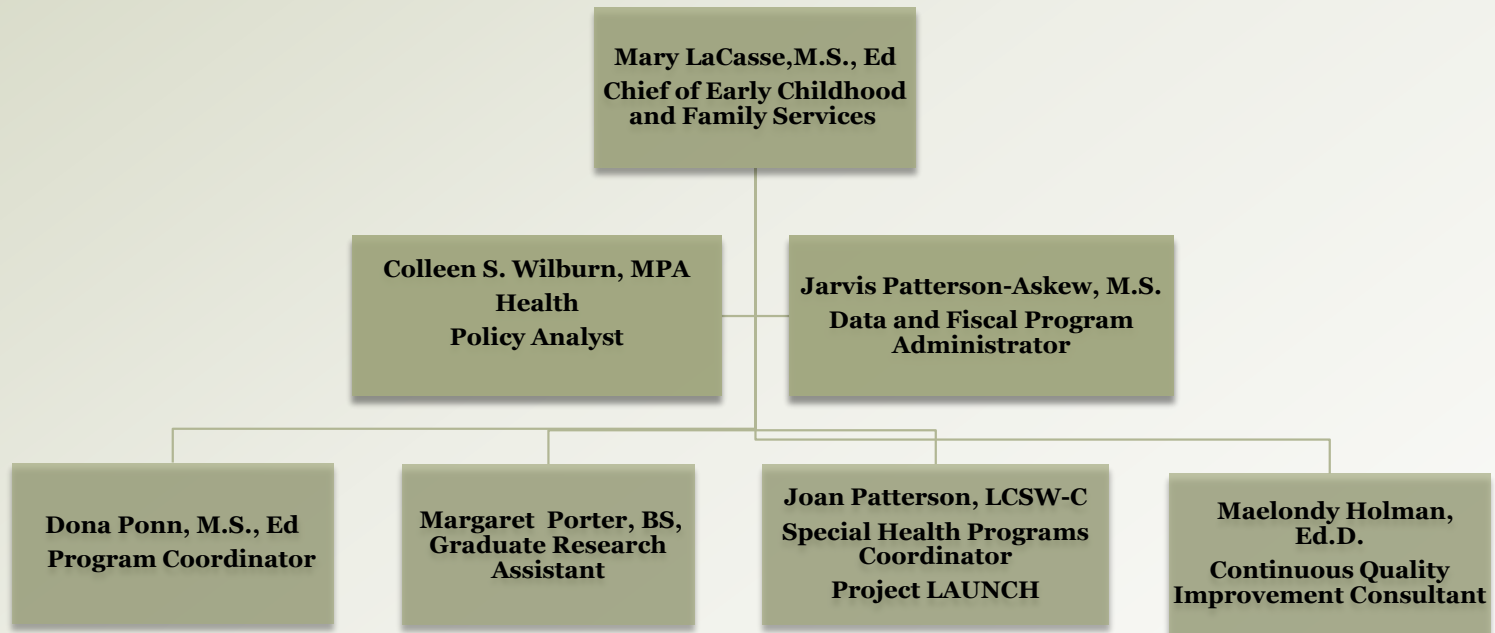 Mary LaCasse,M.S., Ed
Chief of Early Childhood
and Family Services
Colleen S. Wilburn, MPA
Health
Policy Analyst
Jarvis Patterson-Askew, M.S.
Data and Fiscal Program
Administrator
Dona Ponn, M.S., Ed
Program Coordinator
Margaret Porter, BS,
Graduate Research
Assistant
Joan Patterson, LCSW-C
Special Health Programs
Coordinator
Project LAUNCH
Maelondy Holman,
Ed.D.
Continuous Quality
Improvement Consultant